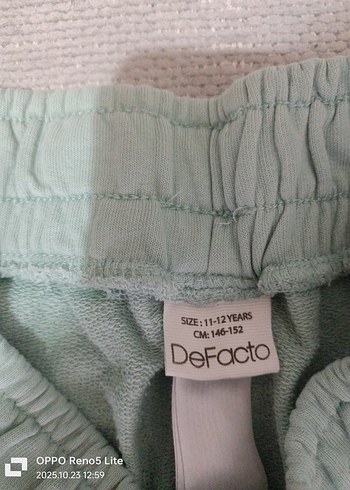 SIZE: 11-12 YEARS
CM: 146-152
DeFacto
OPPO Reno5 Lite
2025.10.23 12:59